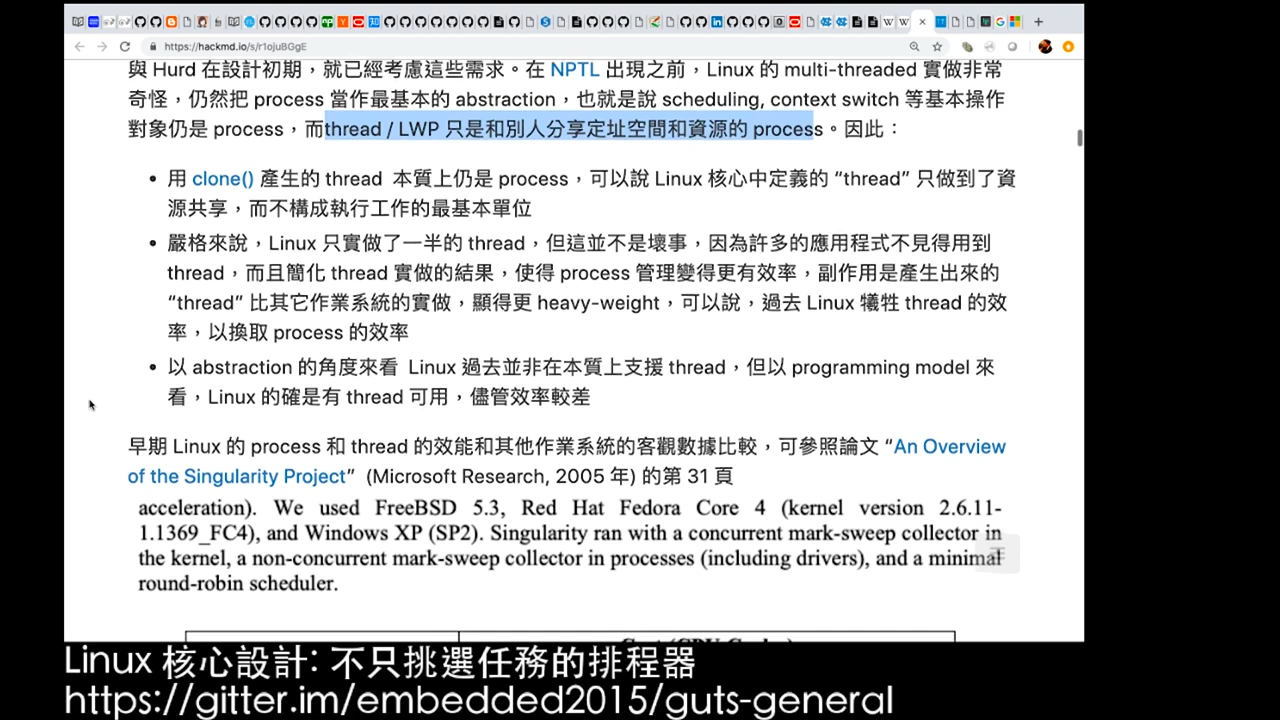 https://hackmd.io/s/r1ojuBGgE
與 Hurd 在設計初期，就已經考慮這些需求。在 NPTL 出現之前，Linux 的 multi-threaded 實做非常
奇怪，仍然把 process 當作最基本的 abstraction，也就是說 scheduling, context switch 等基本操作
對象仍是 process，而thread / LWP 只是和別人分享定址空間和資源的 process。因此：
• 用 clone() 產生的 thread 本質上仍是 process，可以說 Linux 核心中定義的 “thread” 只做到了資
源共享，而不構成執行工作的最基本單位
• 嚴格來說，Linux 只實做了一半的 thread，但這並不是壞事，因為許多的應用程式不見得用到
thread，而且簡化 thread 實做的結果，使得 process 管理變得更有效率，副作用是產生出來的
“thread” 比其它作業系統的實做，顯得更 heavy-weight，可以說，過去 Linux 犧牲 thread 的效
率，以換取 process 的效率
• 以 abstraction 的角度來看 Linux 過去並非在本質上支援 thread，但以 programming model 來
看，Linux 的確是有 thread 可用，儘管效率較差
早期 Linux 的 process 和 thread 的效能和其他作業系統的客觀數據比較，可參照論文 “An Overview
of the Singularity Project” (Microsoft Research, 2005 年) 的第 31 頁
acceleration). We used FreeBSD 5.3, Red Hat Fedora Core 4 (kernel version 2.6.11-
1.1369_FC4), and Windows XP (SP2). Singularity ran with a concurrent mark-sweep collector in
the kernel, a non-concurrent mark-sweep collector in processes (including drivers), and a minimal
round-robin scheduler.
Linux 核心設計: 不只挑選任務的排程器
https://gitter.im/embedded2015/guts-general